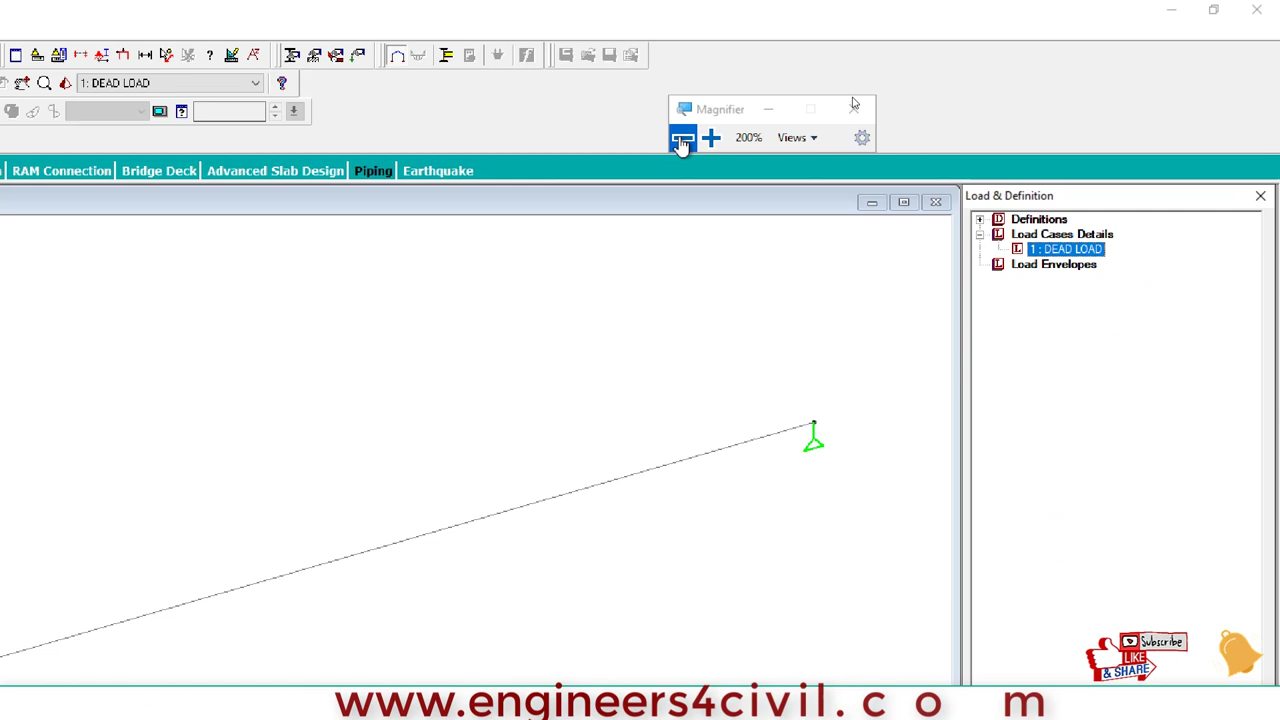 1: DEAD LOAD
Magnifier
200% Views
RAM Connection Bridge Deck Advanced Slab Design Piping Earthquake
Load & Definition
Definitions
Load Cases Details
1 : DEAD LOAD
Load Envelopes
Subscribe
LIKE
& SHARE
www.engineers4civil.com